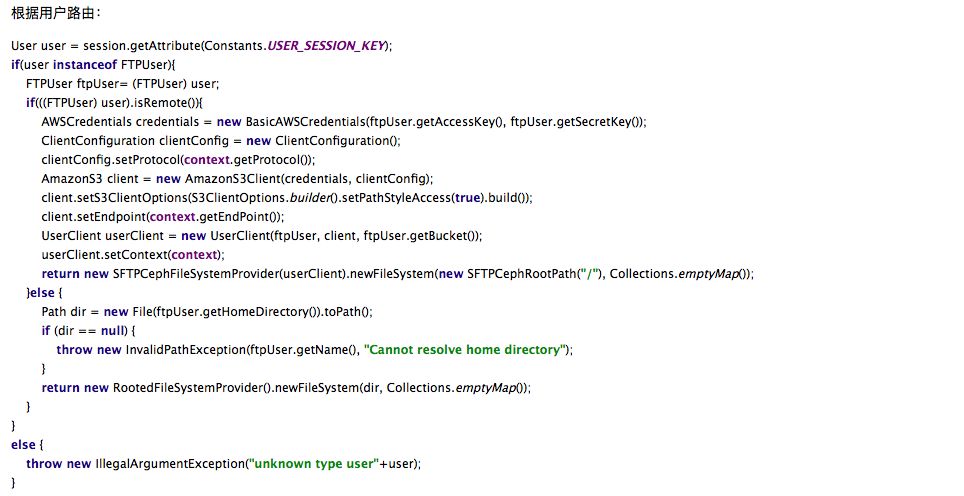 根据用户路由：
User user = session.getAttribute(Constants.USER_SESSION_KEY);
if(user instanceof FTPUser){
    FTPUser ftpUser= (FTPUser) user;
    if(((FTPUser) user).isRemote()){
        AWSCredentials credentials = new BasicAWSCredentials(ftpUser.getAccessKey(), ftpUser.getSecretKey());
        ClientConfiguration clientConfig = new ClientConfiguration();
        clientConfig.setProtocol(context.getProtocol());
        AmazonS3 client = new AmazonS3Client(credentials, clientConfig);
        client.setS3ClientOptions(S3ClientOptions.builder().setPathStyleAccess(true).build());
        client.setEndpoint(context.getEndPoint());
        UserClient userClient = new UserClient(ftpUser, client, ftpUser.getBucket());
        userClient.setContext(context);
        return new SFTPCephFileSystemProvider(userClient).newFileSystem(new SFTPCephRootPath("/"), Collections.emptyMap());
    }else {
        Path dir = new File(ftpUser.getHomeDirectory()).toPath();
        if (dir == null) {
            throw new InvalidPathException(ftpUser.getName(), "Cannot resolve home directory");
        }
        return new RootedFileSystemProvider().newFileSystem(dir, Collections.emptyMap());
    }
}
else {
    throw new IllegalArgumentException("unknown type user"+user);
}